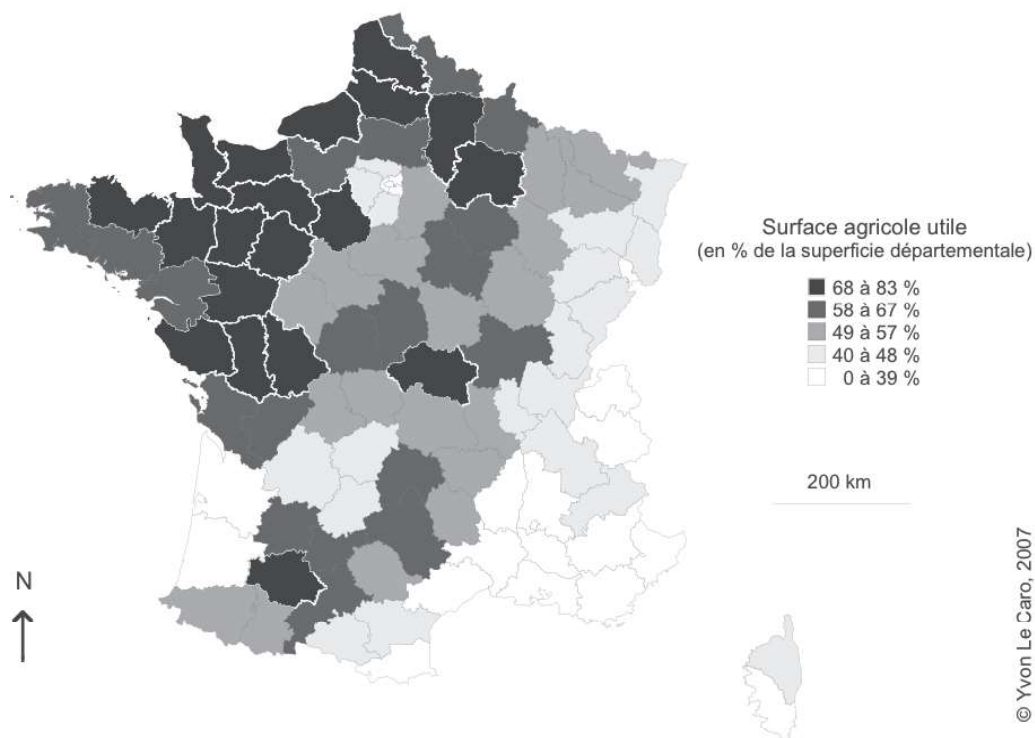 Surface agricole utile
(en % de la superficie départementale)
68 à 83 %
58 à 67 %
49 à 57 %
40 à 48 %
0 à 39 %
200 km
N
© Yvon Le Caro, 2007